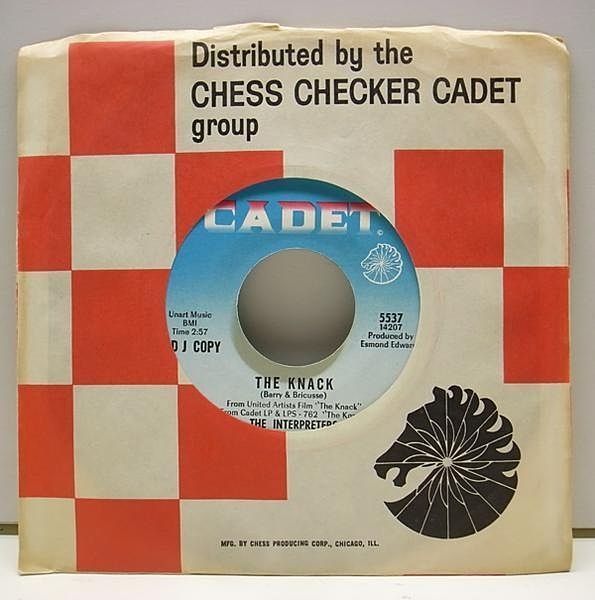 Distributed by the
CHESS CHECKER CADET
group
CADET
©
Unart Music
BMI
Time 2:57
D J COPY
5537
14207
Produced by
Esmond
THE KNACK
(Barry & Bricusse)
From United Artists Film "The Knack"
From Cadet LP & LPS - 762 "The
THE INTERPRETERS
MFG. BY CHESS PRODUCING CORP., CHICAGO, ILL.